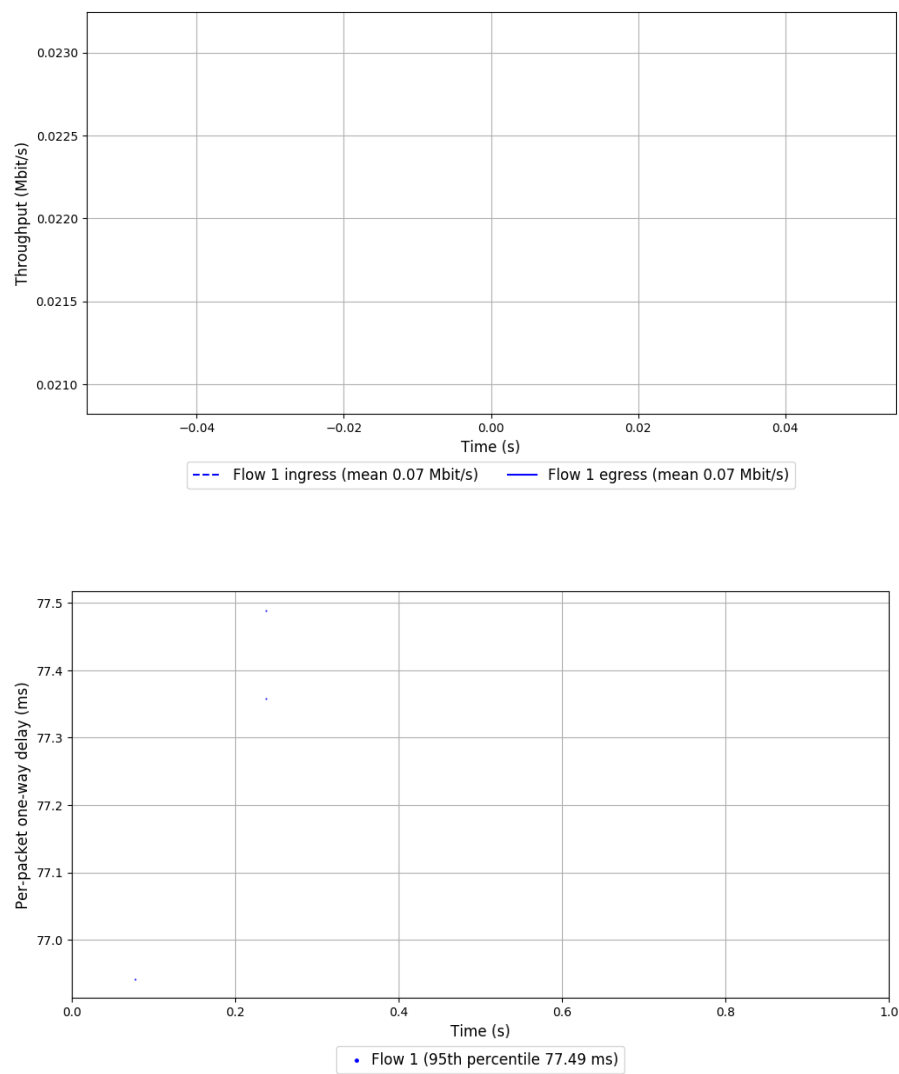 0.0230
0.0225
0.0220
0.0215
0.0210
Throughput (Mbit/s)
−0.04 −0.02 0.00 0.02 0.04
Time (s)
Flow 1 ingress (mean 0.07 Mbit/s) Flow 1 egress (mean 0.07 Mbit/s)
77.5
77.4
77.3
77.2
77.1
77.0
Per-packet one-way delay (ms)
0.0 0.2 0.4 0.6 0.8 1.0
Time (s)
Flow 1 (95th percentile 77.49 ms)